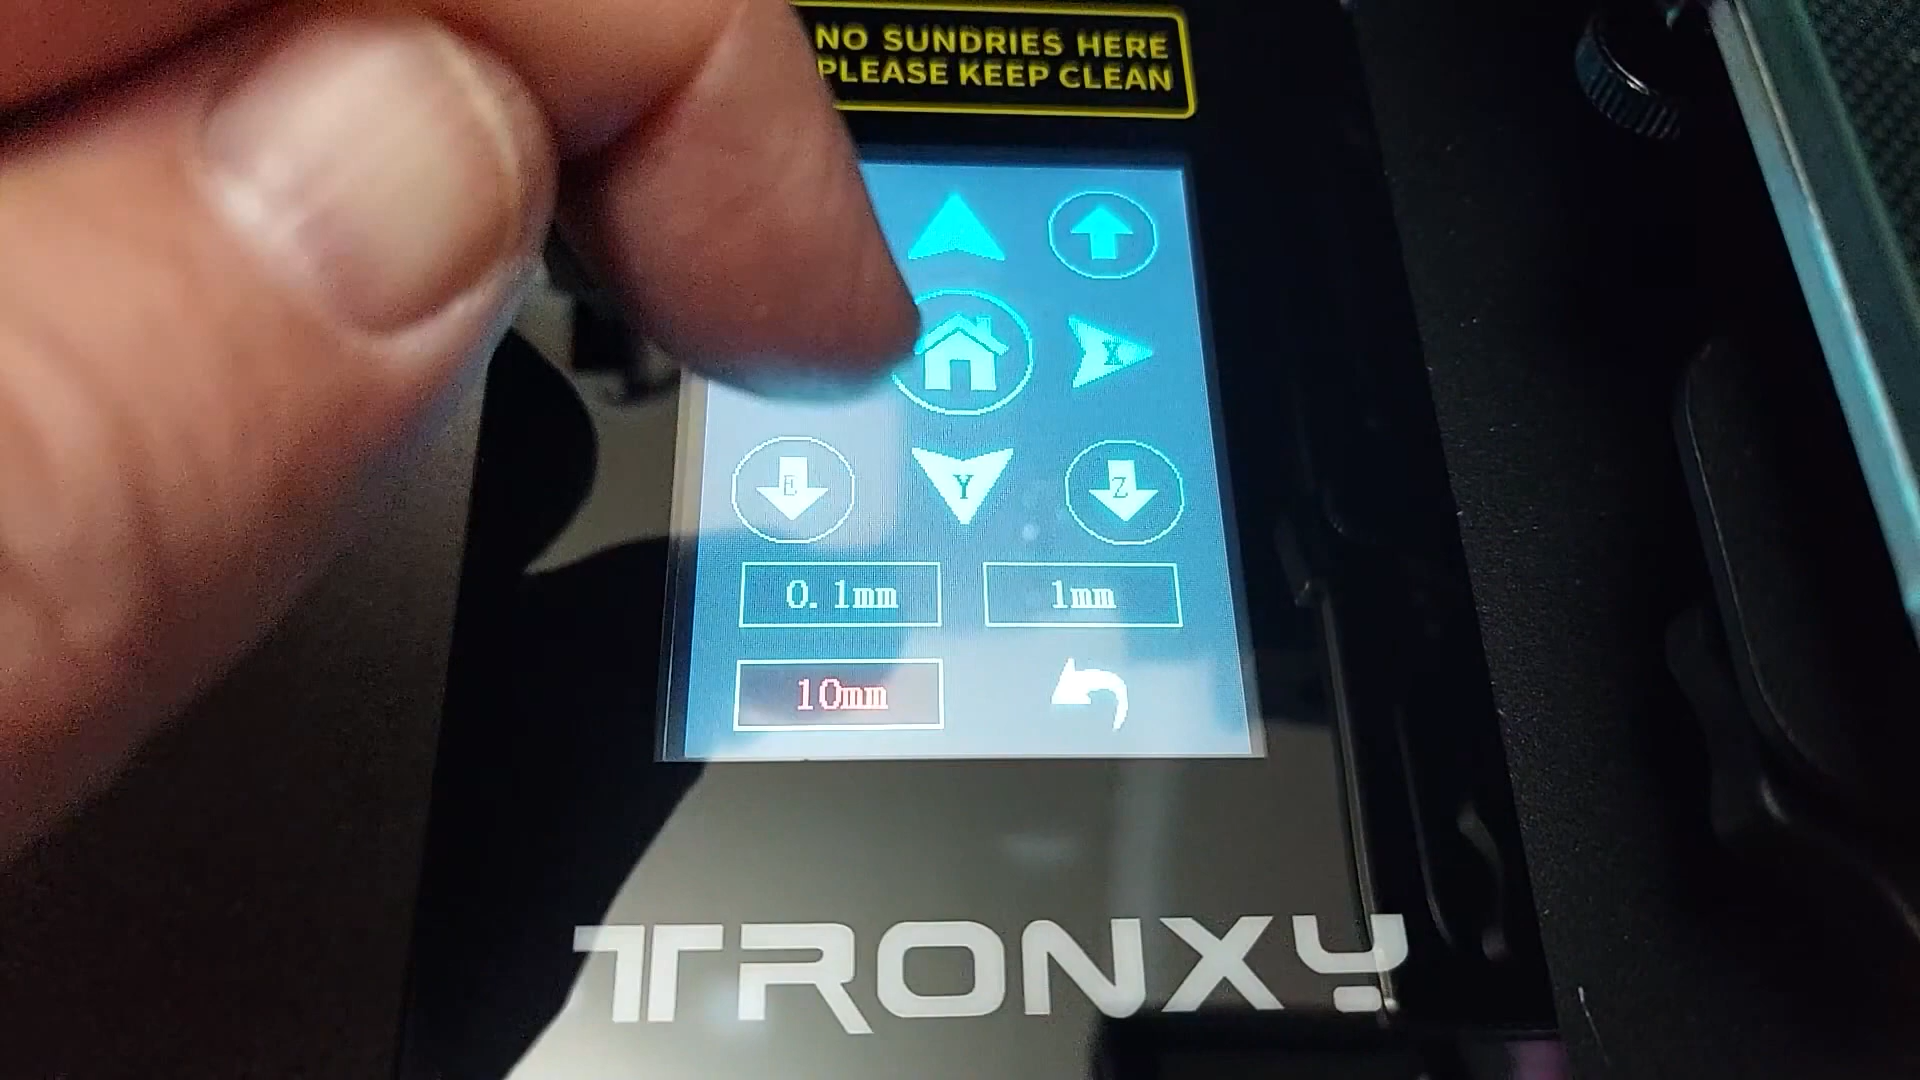 NO SUNDRIES HERE
PLEASE KEEP CLEAN
X
E
Y
Z
0.1mm
1mm
10mm
TRONXY